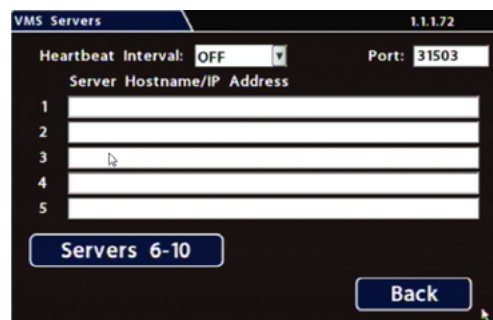 VMS Servers 1.1.1.72
Heartbeat Interval: OFF Port: 31503
Server Hostname/IP Address
1
2
3
4
5
Servers 6-10
Back